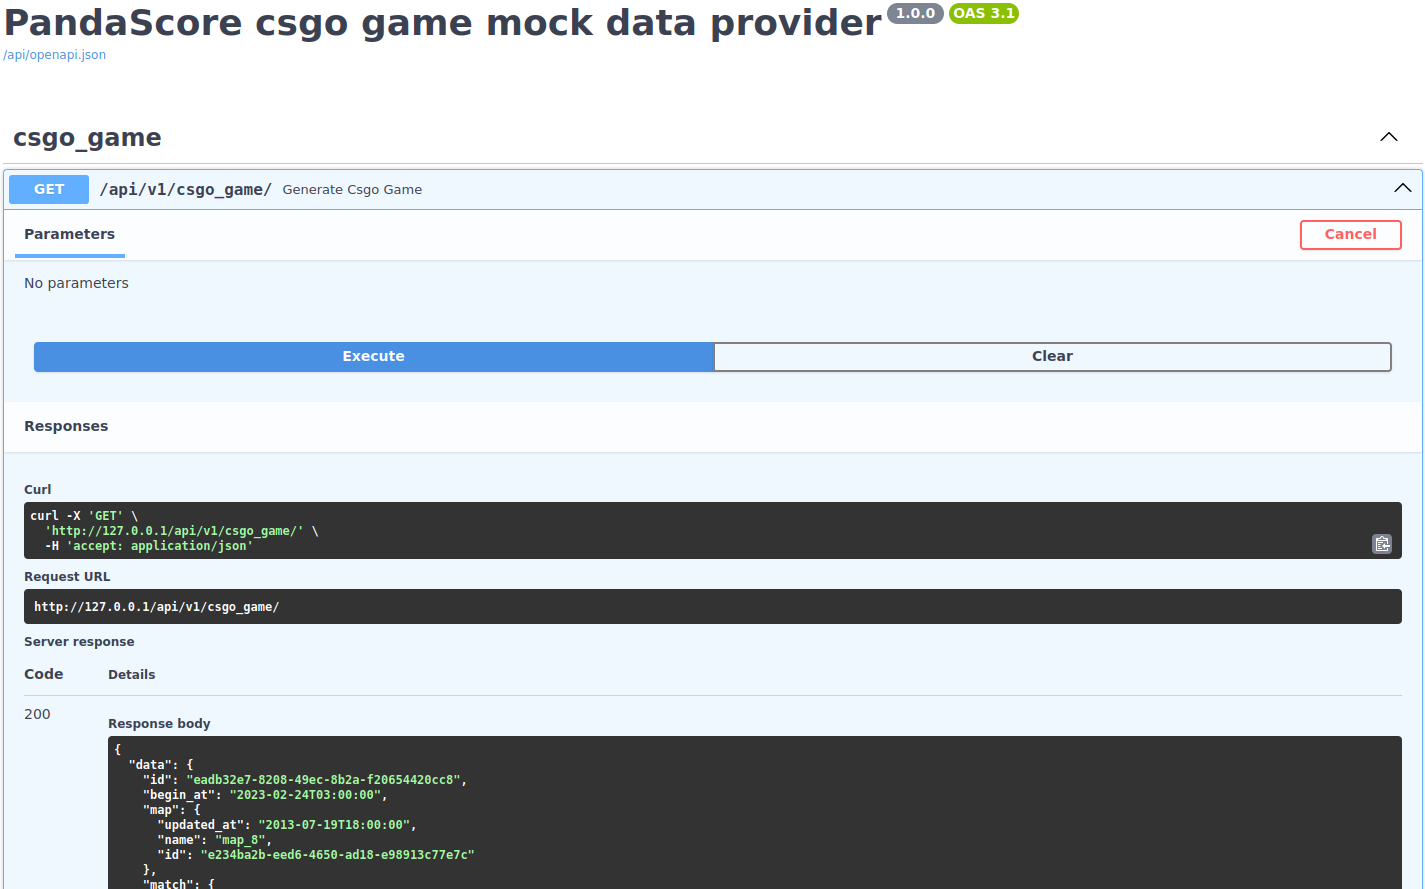 PandaScore csgo game mock data provider 1.0.0 OAS 3.1
/api/openapi.json
csgo_game
GET /api/v1/csgo_game/ Generate Csgo Game
Parameters Cancel
No parameters
Execute Clear
Responses
Curl
curl -X 'GET' \
  'http://127.0.0.1/api/v1/csgo_game/' \
  -H 'accept: application/json'
Request URL
http://127.0.0.1/api/v1/csgo_game/
Server response
Code Details
200
Response body
{
  "data": {
    "id": "eadb32e7-8208-49ec-8b2a-f20654420cc8",
    "begin_at": "2023-02-24T03:00:00",
    "map": {
      "updated_at": "2013-07-19T18:00:00",
      "name": "map_8",
      "id": "e234ba2b-eed6-4650-ad18-e98913c77e7c"
    },
    "match": {